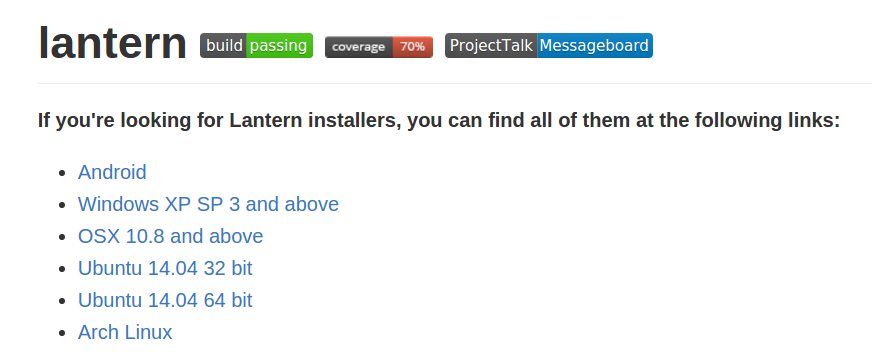 lantern build passing coverage 70% ProjectTalk Messageboard
If you're looking for Lantern installers, you can find all of them at the following links:
Android
Windows XP SP 3 and above
OSX 10.8 and above
Ubuntu 14.04 32 bit
Ubuntu 14.04 64 bit
Arch Linux